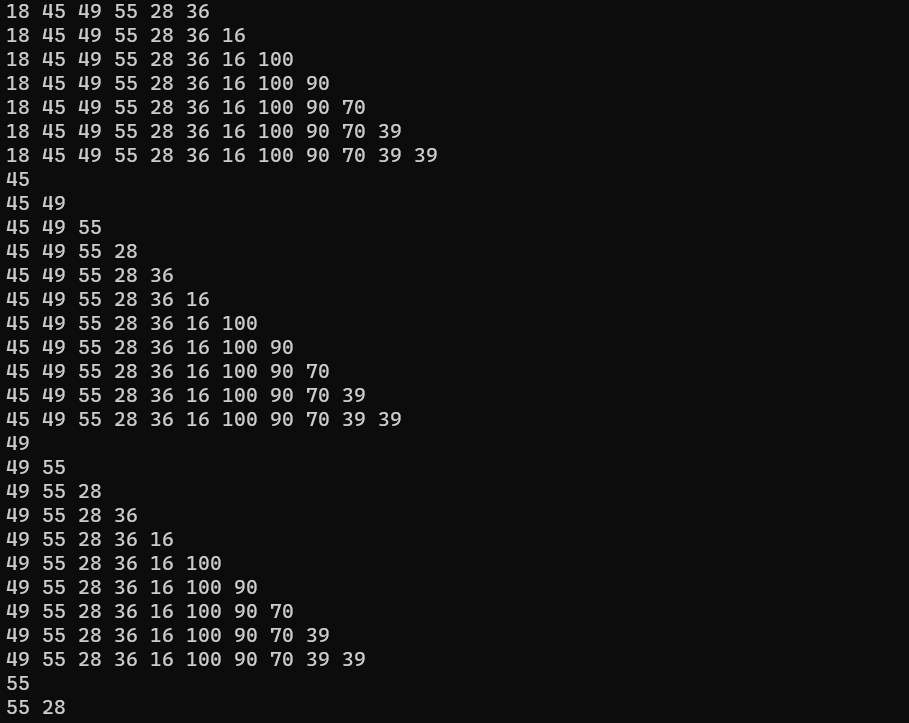 18 45 49 55 28 36
18 45 49 55 28 36 16
18 45 49 55 28 36 16 100
18 45 49 55 28 36 16 100 90
18 45 49 55 28 36 16 100 90 70
18 45 49 55 28 36 16 100 90 70 39
18 45 49 55 28 36 16 100 90 70 39 39
45
45 49
45 49 55
45 49 55 28
45 49 55 28 36
45 49 55 28 36 16
45 49 55 28 36 16 100
45 49 55 28 36 16 100 90
45 49 55 28 36 16 100 90 70
45 49 55 28 36 16 100 90 70 39
45 49 55 28 36 16 100 90 70 39 39
49
49 55
49 55 28
49 55 28 36
49 55 28 36 16
49 55 28 36 16 100
49 55 28 36 16 100 90
49 55 28 36 16 100 90 70
49 55 28 36 16 100 90 70 39
49 55 28 36 16 100 90 70 39 39
55
55 28